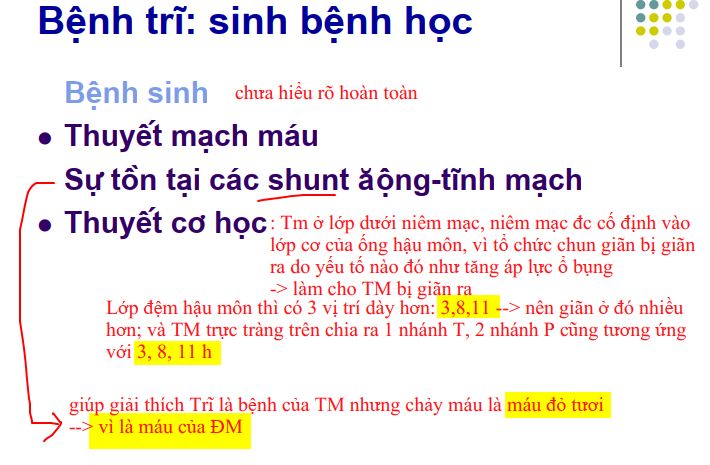 Bệnh trĩ: sinh bệnh học
Bệnh sinh chưa hiểu rõ hoàn toàn
● Thuyết mạch máu
Sự tồn tại các shunt ăộng-tĩnh mạch
● Thuyết cơ học : Tm ở lớp dưới niêm mạc, niêm mạc đc cố định vào
lớp cơ của ống hậu môn, vì tổ chức chun giãn bị giãn
ra do yếu tố nào đó như tăng áp lực ổ bụng
-> làm cho TM bị giãn ra
Lớp đệm hậu môn thì có 3 vị trí dày hơn: 3,8,11 --> nên giãn ở đó nhiều
hơn; và TM trực tràng trên chia ra 1 nhánh T, 2 nhánh P cũng tương ứng
với 3, 8, 11 h
giúp giải thích Trĩ là bệnh của TM nhưng chảy máu là máu đỏ tươi
--> vì là máu của ĐM